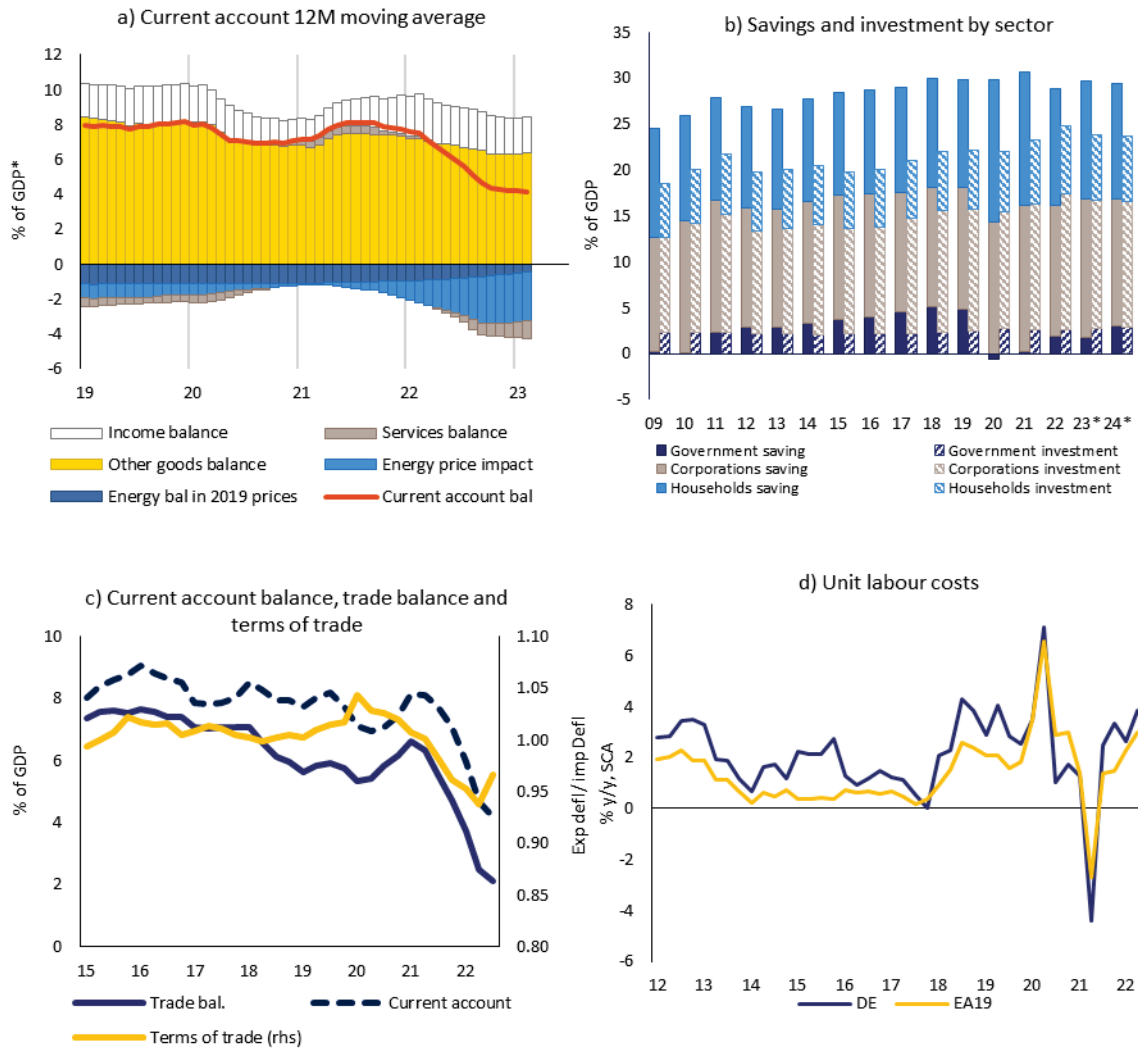 a) Current account 12M moving average
12
10
8
6
4
2
0
-2
-4
-6
% of GDP*
19 20 21 22 23
Income balance Services balance
Other goods balance Energy price impact
Energy bal in 2019 prices Current account bal
b) Savings and investment by sector
35
30
25
20
15
10
5
0
-5
% of GDP
09 10 11 12 13 14 15 16 17 18 19 20 21 22 23* 24*
Government saving Government investment
Corporations saving Corporations investment
Households saving Households investment
c) Current account balance, trade balance and
terms of trade
10
8
6
4
2
0
% of GDP
1.10
1.05
1.00
0.95
0.90
0.85
0.80
Exp defl/ imp Defl
15 16 17 18 19 20 21 22
Trade bal. Current account
Terms of trade (rhs)
d) Unit labour costs
8
6
4
2
0
-2
-4
-6
% y/y, SCA
12 13 14 15 16 17 18 19 20 21 22
DE EA19